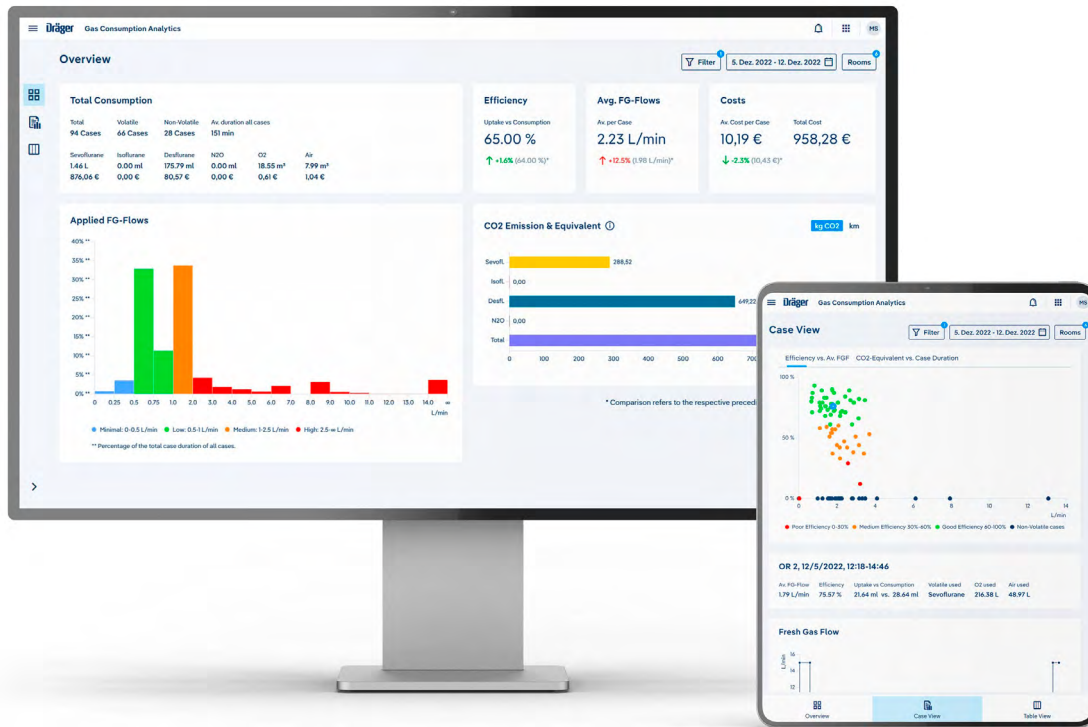 Dräger Gas Consumption Analytics MS
Overview Filter 1 5. Dez. 2022 - 12. Dez. 2022 Rooms
Total Consumption
Total Volatile Non-Volatile Av. duration all cases
94 Cases 66 Cases 28 Cases 151 min
Sevoflurane Isoflurane Desflurane N2O O2 Air
1.46 L 0.00 ml 175.79 ml 0.00 ml 18.55 m³ 7.99 m³
876,06 € 0,00 € 80,57 € 0,00 € 0,61 € 1,04 €
Efficiency
Uptake vs Consumption
65.00 %
+1.6% (64.00 %)*
Avg. FG-Flows
Av. per Case
2.23 L/min
+12.5% (1.98 L/min)*
Costs
Av. Cost per Case Total Cost
10,19 € 958,28 €
-2.3% (10,43 €)*
Applied FG-Flows
40% **
35% **
30% **
25% **
20% **
15% **
10% **
5% **
0% **
0 0.25 0.5 0.75 1.0 2.0 3.0 4.0 5.0 6.0 7.0 8.0 9.0 10.0 11.0 12.0 13.0 14.0 ∞
L/min
Minimal: 0-0.5 L/min Low: 0.5-1 L/min Medium: 1-2.5 L/min High: 2.5-∞ L/min
** Percentage of the total case duration of all cases.
CO2 Emission & Equivalent kg CO2 km
Sevofl. 288,52
Isofl. 0,00
Desfl. 649,22
N2O 0,00
Total
0 100 200 300 400 500 600 700
* Comparison refers to the respective
Dräger Gas Consumption Analytics MS
Case View Filter 1 5. Dez. 2022 - 12. Dez. 2022 Rooms
Efficiency vs. Av. FGF CO2-Equivalent vs. Case Duration
100 %
50 %
0 %
0 2 4 6 8 10 12 14
L/min
Poor Efficiency 0-30% Medium Efficiency 30%-60% Good Efficiency 60-100% Non-Volatile cases
OR 2, 12/5/2022, 12:18-14:46
Av. FG-Flow Efficiency Uptake vs Consumption Volatile used O2 used Air used
1.79 L/min 75.57 % 21.64 ml vs. 28.64 ml Sevoflurane 216.38 L 48.97 L
Fresh Gas Flow
L/min
16
14
12
Overview Case View Table View